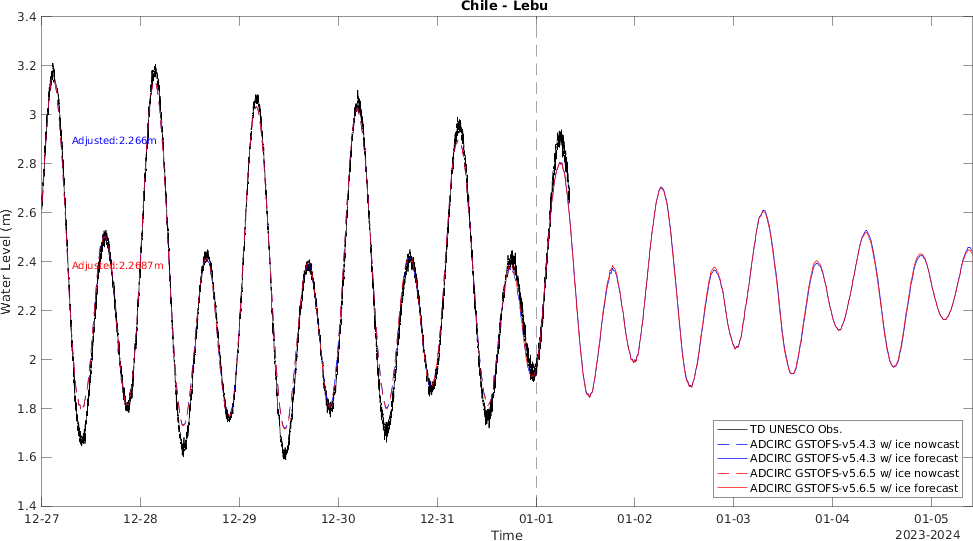 Chile - Lebu
3.4
3.2
3
2.8
2.6
2.4
2.2
2
1.8
1.6
1.4
Water Level (m)
Adjusted:2.266m
Adjusted:2.2687m
TD UNESCO Obs.
ADCIRC GSTOFS-v5.4.3 w/ ice nowcast
ADCIRC GSTOFS-v5.4.3 w/ ice forecast
ADCIRC GSTOFS-v5.6.5 w/ ice nowcast
ADCIRC GSTOFS-v5.6.5 w/ ice forecast
12-27 12-28 12-29 12-30 12-31 01-01 01-02 01-03 01-04 01-05
Time
2023-2024